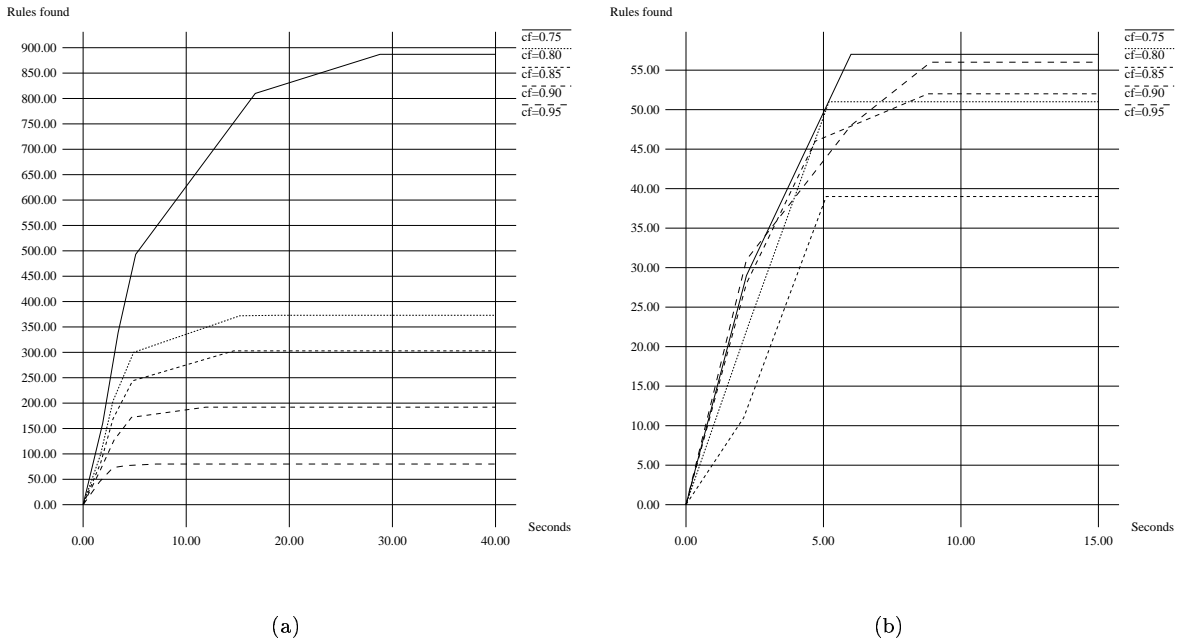 Rules found
900.00
850.00
800.00
750.00
700.00
650.00
600.00
550.00
500.00
450.00
400.00
350.00
300.00
250.00
200.00
150.00
100.00
50.00
0.00
0.00 10.00 20.00 30.00 40.00
Seconds
cf=0.75
cf=0.80
cf=0.85
cf=0.90
cf=0.95
(a)
Rules found
55.00
50.00
45.00
40.00
35.00
30.00
25.00
20.00
15.00
10.00
5.00
0.00
0.00 5.00 10.00 15.00
Seconds
cf=0.75
cf=0.80
cf=0.85
cf=0.90
cf=0.95
(b)